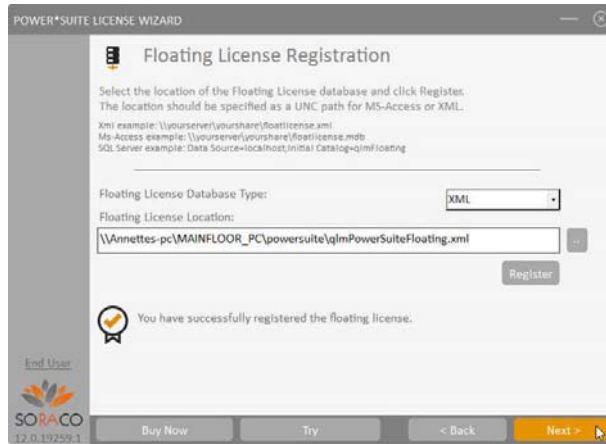 POWER*SUITE LICENSE WIZARD
Floating License Registration
Select the location of the Floating License database and click Register.
The location should be specified as a UNC path for MS-Access or XML.
Xml example: \\yourserver\yourshare\floatlicense.xml
Ms-Access example: \\yourserver\yourshare\floatlicense.mdb
SQL Server example: Data Source=localhost;Initial Catalog=qlmFloating
Floating License Database Type:
XML
Floating License Location:
\\Annettes-pc\MAINFLOOR_PC\powersuite\qlmPowerSuiteFloating.xml
..
Register
You have successfully registered the floating license.
End User
SORACO
12.0.19259.1
Buy Now
Try
< Back
Next >